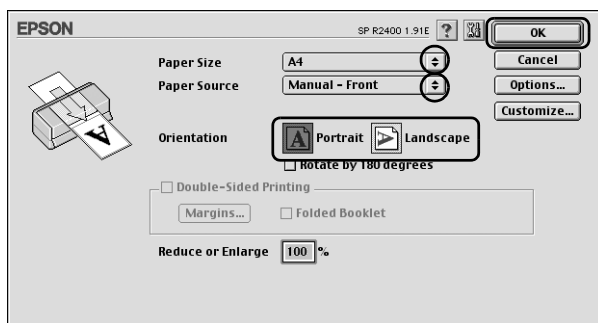 EPSON
SP R2400 1.91E
?
OK
Paper Size
A4
Cancel
Paper Source
Manual - Front
Options...
Customize...
A
Orientation
A
Portrait
A
Landscape
Rotate by 180 degrees
Double-Sided Printing
Margins...
Folded Booklet
Reduce or Enlarge
100 %